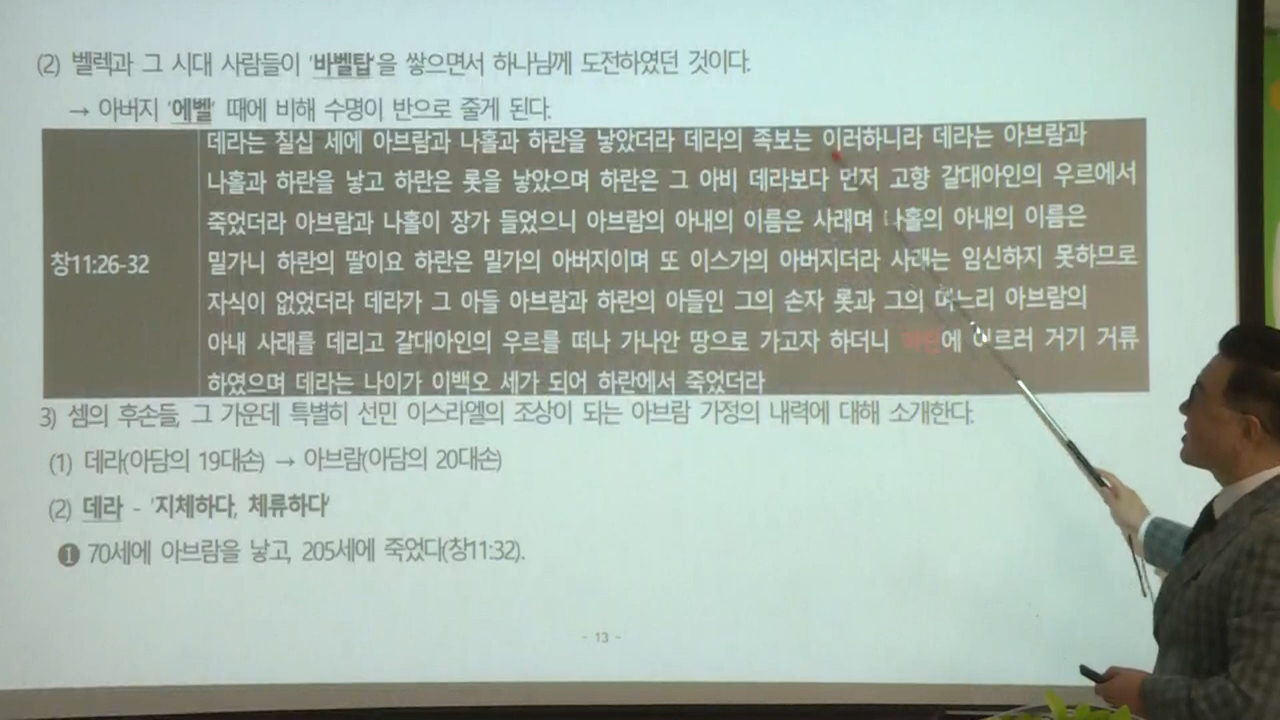 (2) 벨렉과 그 시대 사람들이 '바벨탑'을 쌓으면서 하나님께 도전하였던 것이다.
→ 아버지 '에벨' 때에 비해 수명이 반으로 줄게 된다.
창11:26-32
데라는 칠십 세에 아브람과 나홀과 하란을 낳았더라 데라의 족보는 이러하니라 데라는 아브람과
나홀과 하란을 낳고 하란은 롯을 낳았으며 하란은 그 아비 데라보다 먼저 고향 갈대아인의 우르에서
죽었더라 아브람과 나홀이 장가 들었으니 아브람의 아내의 이름은 사래며 나홀의 아내의 이름은
밀가니 하란의 딸이요 하란은 밀가의 아버지이며 또 이스가의 아버지더라 사래는 임신하지 못하므로
자식이 없었더라 데라가 그 아들 아브람과 하란의 아들인 그의 손자 롯과 그의 며느리 아브람의
아내 사래를 데리고 갈대아인의 우르를 떠나 가나안 땅으로 가고자 하더니 하란에 이르러 거기 거류
하였으며 데라는 나이가 이백오 세가 되어 하란에서 죽었더라
3) 셈의 후손들, 그 가운데 특별히 선민 이스라엘의 조상이 되는 아브람 가정의 내력에 대해 소개한다.
(1) 데라(아담의 19대손) → 아브람(아담의 20대손)
(2) 데라 - '지체하다, 체류하다'
❶ 70세에 아브람을 낳고, 205세에 죽었다(창11:32).
- 13 -